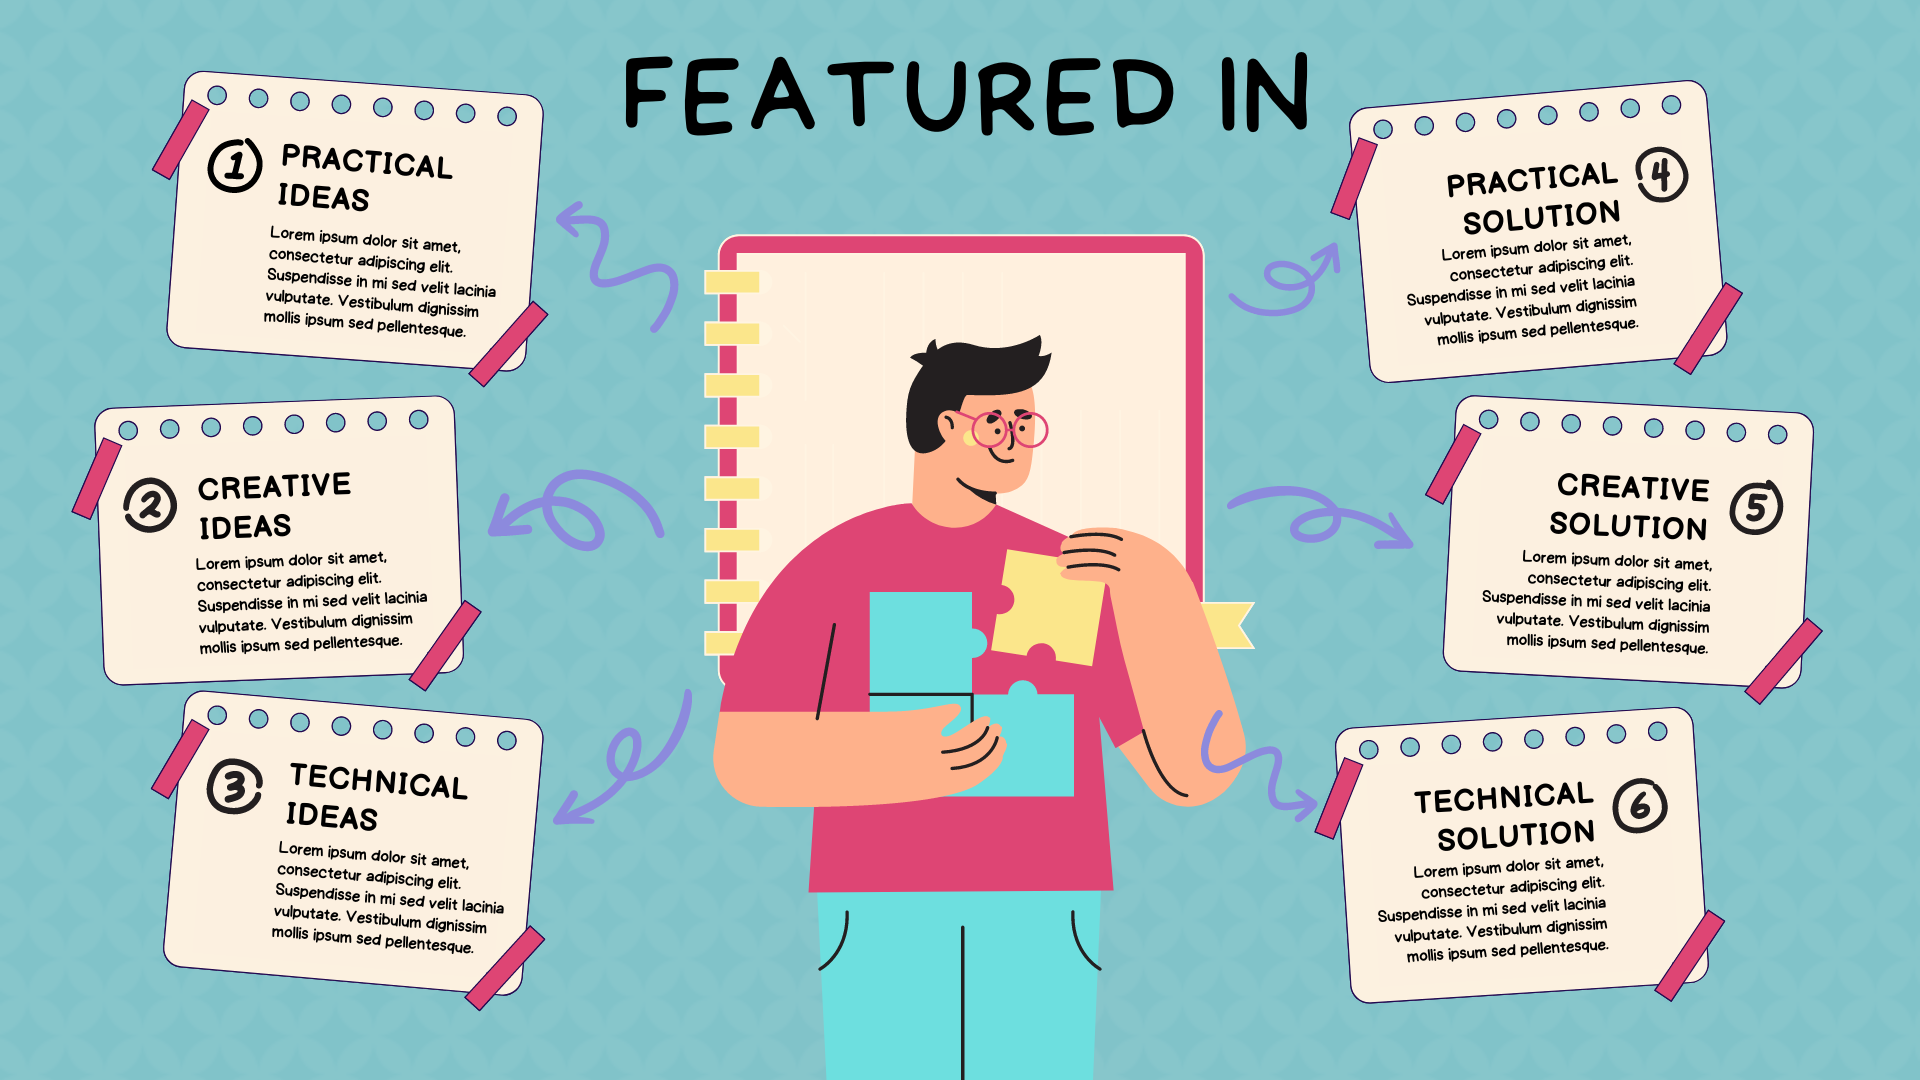 FEATURED IN
1
PRACTICAL
IDEAS
Lorem ipsum dolor sit amet,
consectetur adipiscing elit.
Suspendisse in mi sed velit lacinia
vulputate. Vestibulum dignissim
mollis ipsum sed pellentesque.
2
CREATIVE
IDEAS
Lorem ipsum dolor sit amet,
consectetur adipiscing elit.
Suspendisse in mi sed velit lacinia
vulputate. Vestibulum dignissim
mollis ipsum sed pellentesque.
3
TECHNICAL
IDEAS
Lorem ipsum dolor sit amet,
consectetur adipiscing elit.
Suspendisse in mi sed velit lacinia
vulputate. Vestibulum dignissim
mollis ipsum sed pellentesque.
PRACTICAL
SOLUTION
4
Lorem ipsum dolor sit amet,
consectetur adipiscing elit.
Suspendisse in mi sed velit lacinia
vulputate. Vestibulum dignissim
mollis ipsum sed pellentesque.
CREATIVE
SOLUTION
5
Lorem ipsum dolor sit amet,
consectetur adipiscing elit.
Suspendisse in mi sed velit lacinia
vulputate. Vestibulum dignissim
mollis ipsum sed pellentesque.
TECHNICAL
SOLUTION
6
Lorem ipsum dolor sit amet,
consectetur adipiscing elit.
Suspendisse in mi sed velit lacinia
vulputate. Vestibulum dignissim
mollis ipsum sed pellentesque.